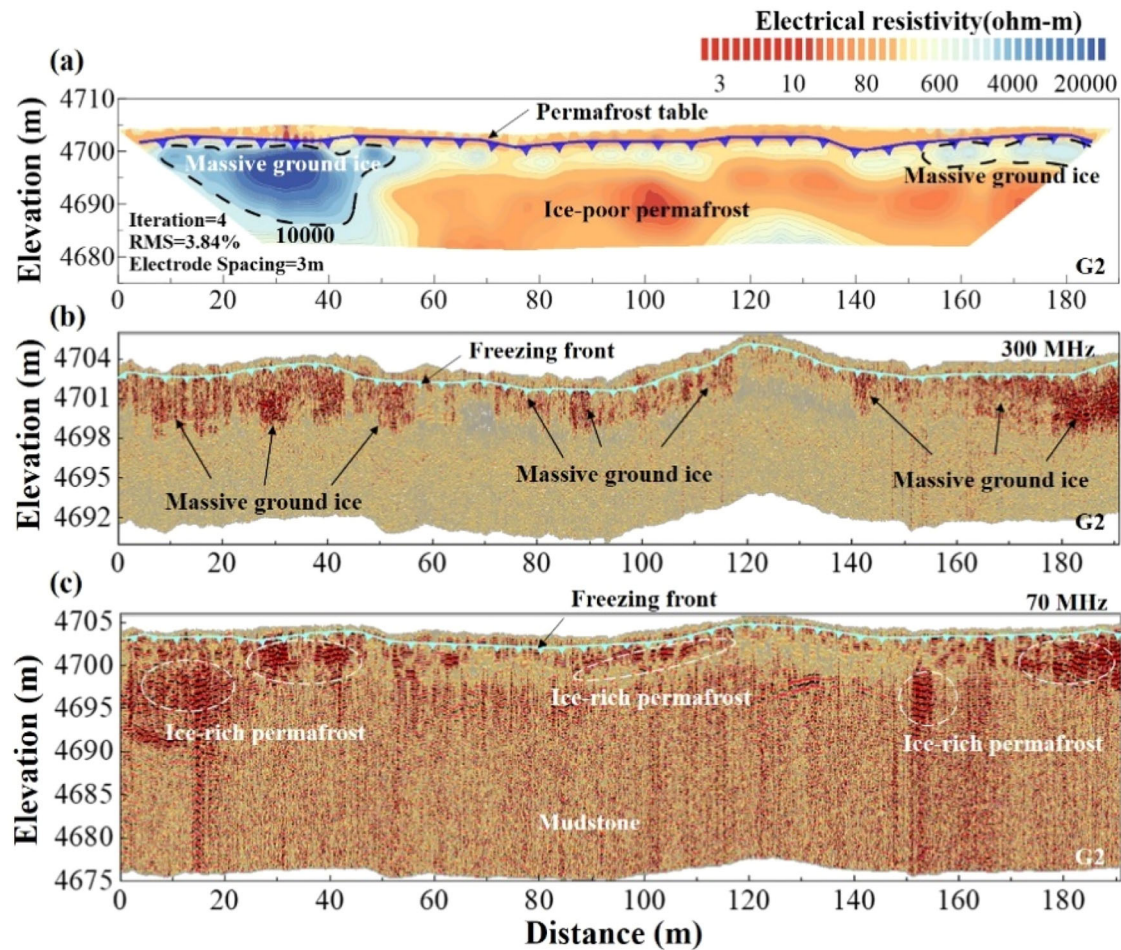 Electrical resistivity(ohm-m)
3 10 80 600 4000 20000
(a)
4710
4700
4690
4680
Elevation (m)
Permafrost table
Massive ground ice
Massive ground ice
Ice-poor permafrost
Iteration=4
RMS=3.84%
Electrode Spacing=3m
10000
G2
0 20 40 60 80 100 120 140 160 180
(b)
4704
4701
4698
4695
4692
Elevation (m)
Freezing front
300 MHz
Massive ground ice
Massive ground ice
Massive ground ice
G2
0 20 40 60 80 100 120 140 160 180
(c)
4705
4700
4695
4690
4685
4680
4675
Elevation (m)
Freezing front
70 MHz
Ice-rich permafrost
Ice-rich permafrost
Ice-rich permafrost
Mudstone
G2
0 20 40 60 80 100 120 140 160 180
Distance (m)